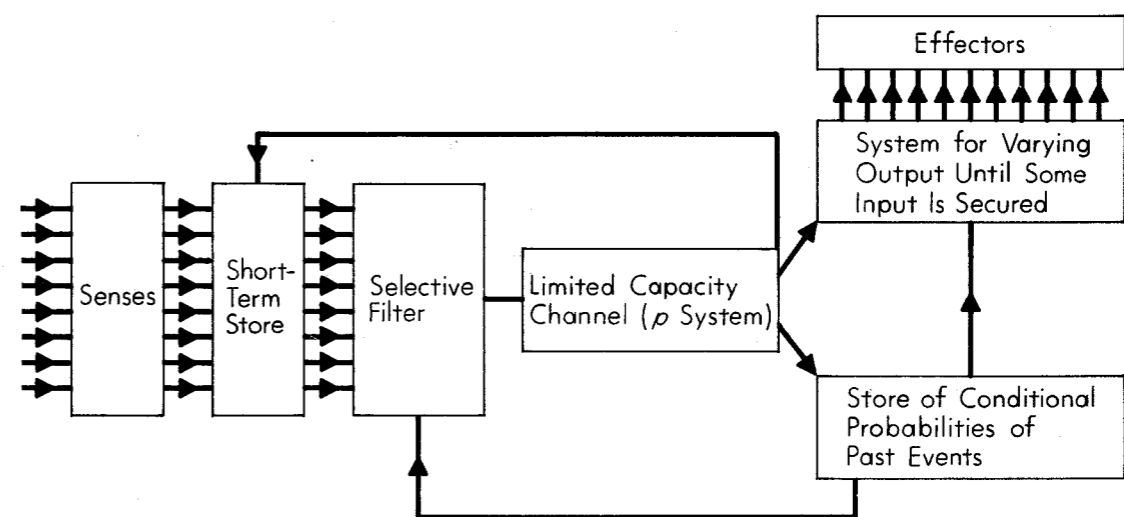 Effectors
System for Varying
Output Until Some
Input Is Secured
Senses
Short-
Term
Store
Selective
Filter
Limited Capacity
Channel (p System)
Store of Conditional
Probabilities of
Past Events